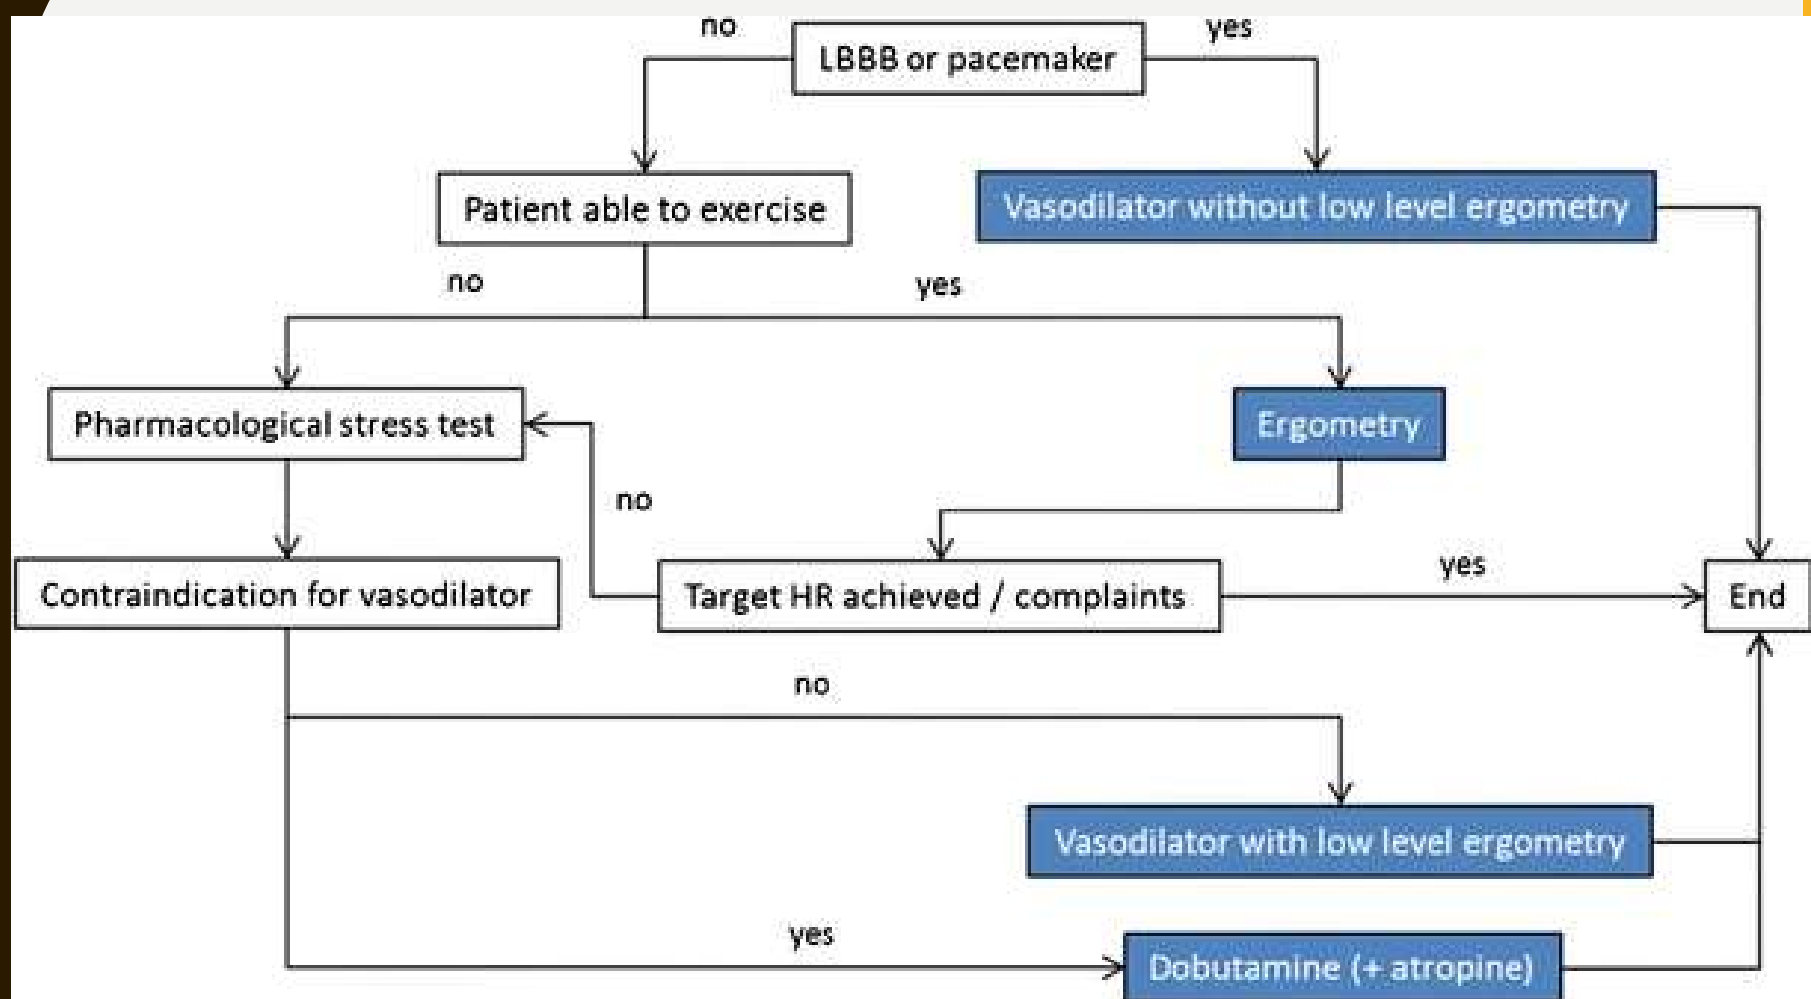 no
LBBB or pacemaker
yes
Patient able to exercise
Vasodilator without low level ergometry
no
yes
Pharmacological stress test
Ergometry
no
Contraindication for vasodilator
Target HR achieved / complaints
yes
End
no
Vasodilator with low level ergometry
yes
Dobutamine (+ atropine)